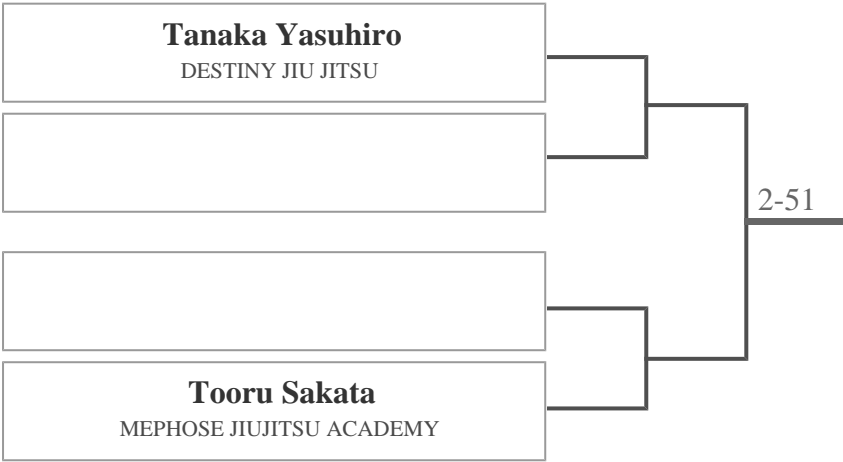 Tanaka Yasuhiro
DESTINY JIU JITSU
2-51
Tooru Sakata
MEPHOSE JIUJITSU ACADEMY